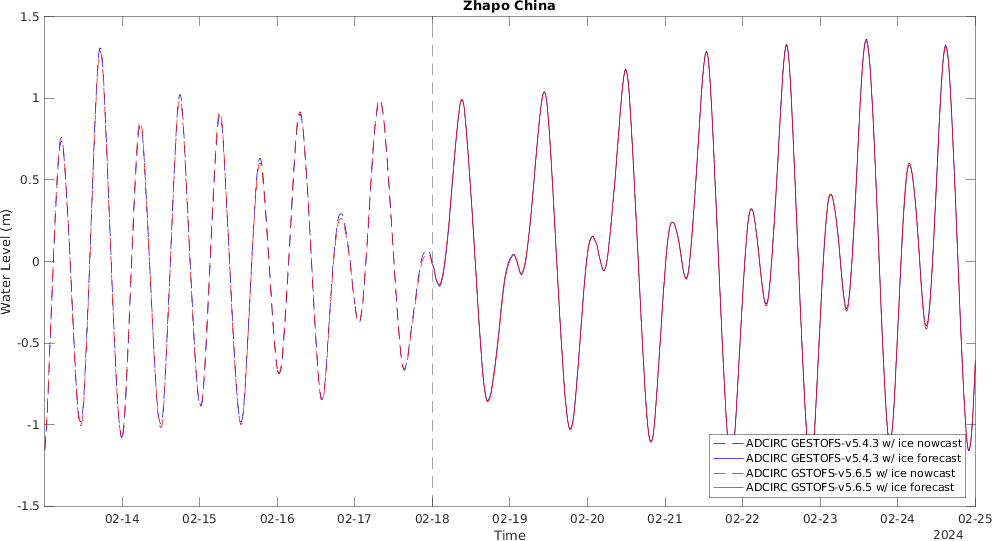 Zhapo China
Water Level (m)
1.5
1
0.5
0
-0.5
-1
-1.5
02-14
02-15
02-16
02-17
02-18
02-19
02-20
02-21
02-22
02-23
02-24
02-25
Time
2024
ADCIRC GESTOFS-v5.4.3 w/ ice nowcast
ADCIRC GESTOFS-v5.4.3 w/ ice forecast
ADCIRC GSTOFS-v5.6.5 w/ ice nowcast
ADCIRC GSTOFS-v5.6.5 w/ ice forecast